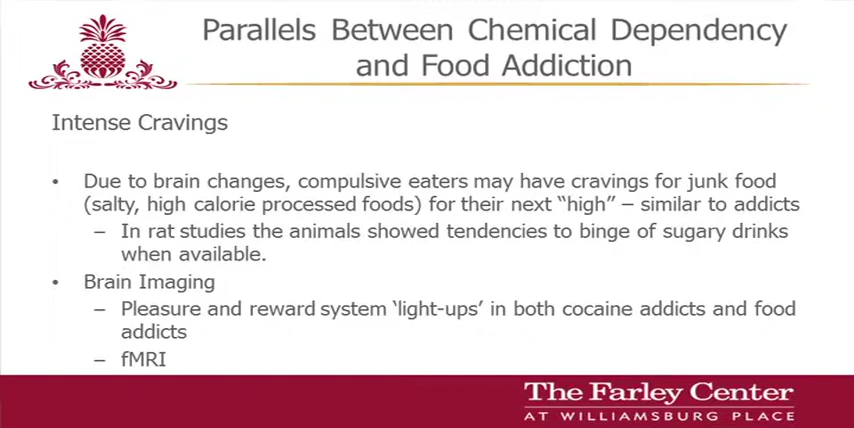 Parallels Between Chemical Dependency
and Food Addiction
Intense Cravings
• Due to brain changes, compulsive eaters may have cravings for junk food
(salty, high calorie processed foods) for their next “high” – similar to addicts
– In rat studies the animals showed tendencies to binge of sugary drinks
when available.
• Brain Imaging
– Pleasure and reward system ‘light-ups’ in both cocaine addicts and food
addicts
– fMRI
The Farley Center
AT WILLIAMSBURG PLACE